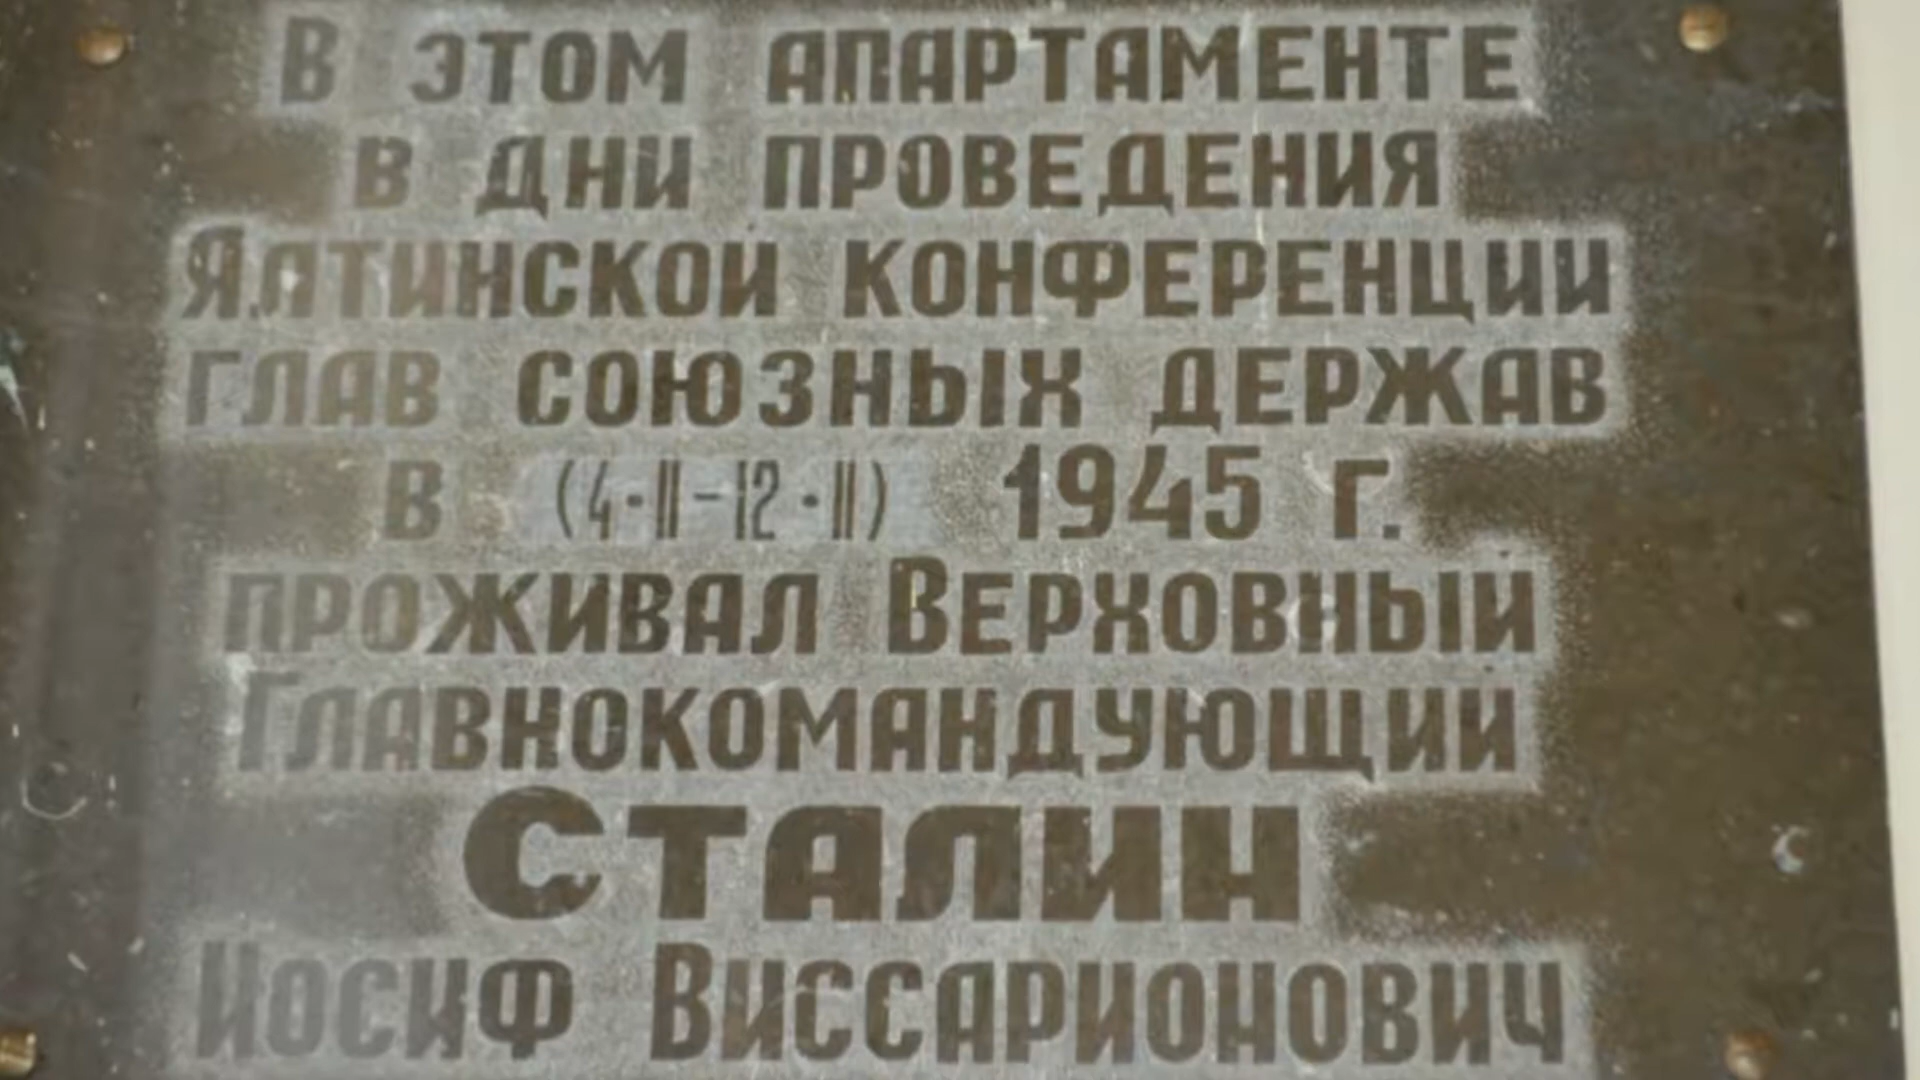 В ЭТОМ АПАРТАМЕНТЕ
В ДНИ ПРОВЕДЕНИЯ
ЯЛТИНСКОЙ КОНФЕРЕНЦИИ
ГЛАВ СОЮЗНЫХ ДЕРЖАВ
В (4·II–12·II) 1945 г.
ПРОЖИВАЛ ВЕРХОВНЫЙ
ГЛАВНОКОМАНДУЮЩИЙ
СТАЛИН
ИОСИФ ВИССАРИОНОВИЧ